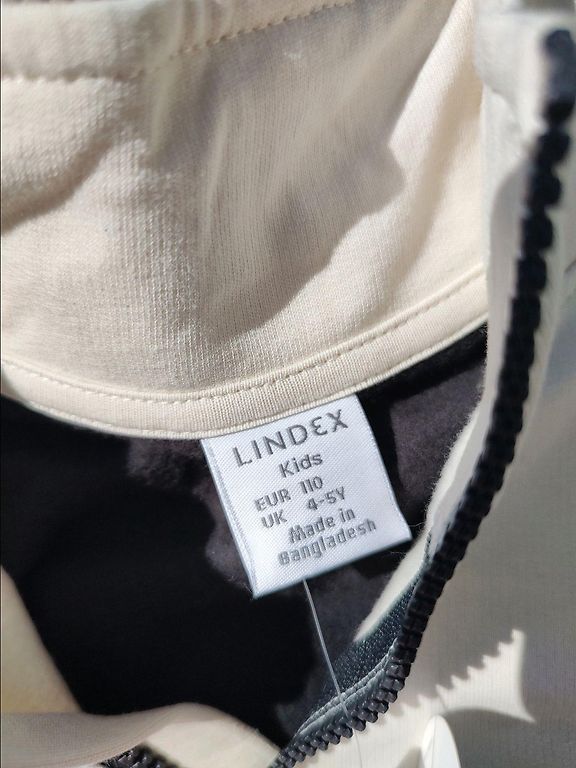 LINDEX
Kids
EUR 110
UK 4-5Y
Made in
Bangladesh